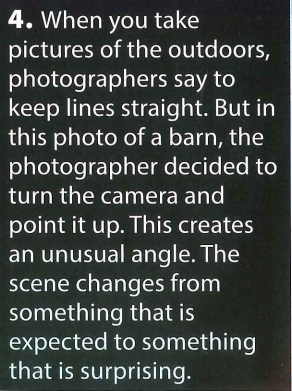 4. When you take
pictures of the outdoors,
photographers say to
keep lines straight. But in
this photo of a barn, the
photographer decided to
turn the camera and
point it up. This creates
an unusual angle. The
scene changes from
something that is
expected to something
that is surprising.